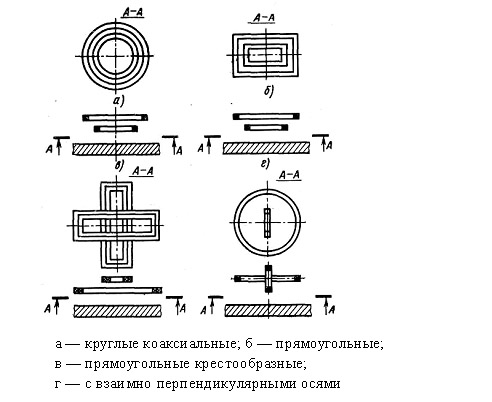 А–А
А–А
а)
б)
А А
А А
в)
г)
А–А
А–А
А А
А А
а — круглые коаксиальные; б — прямоугольные;
в — прямоугольные крестообразные;
г — с взаимно перпендикулярными осями